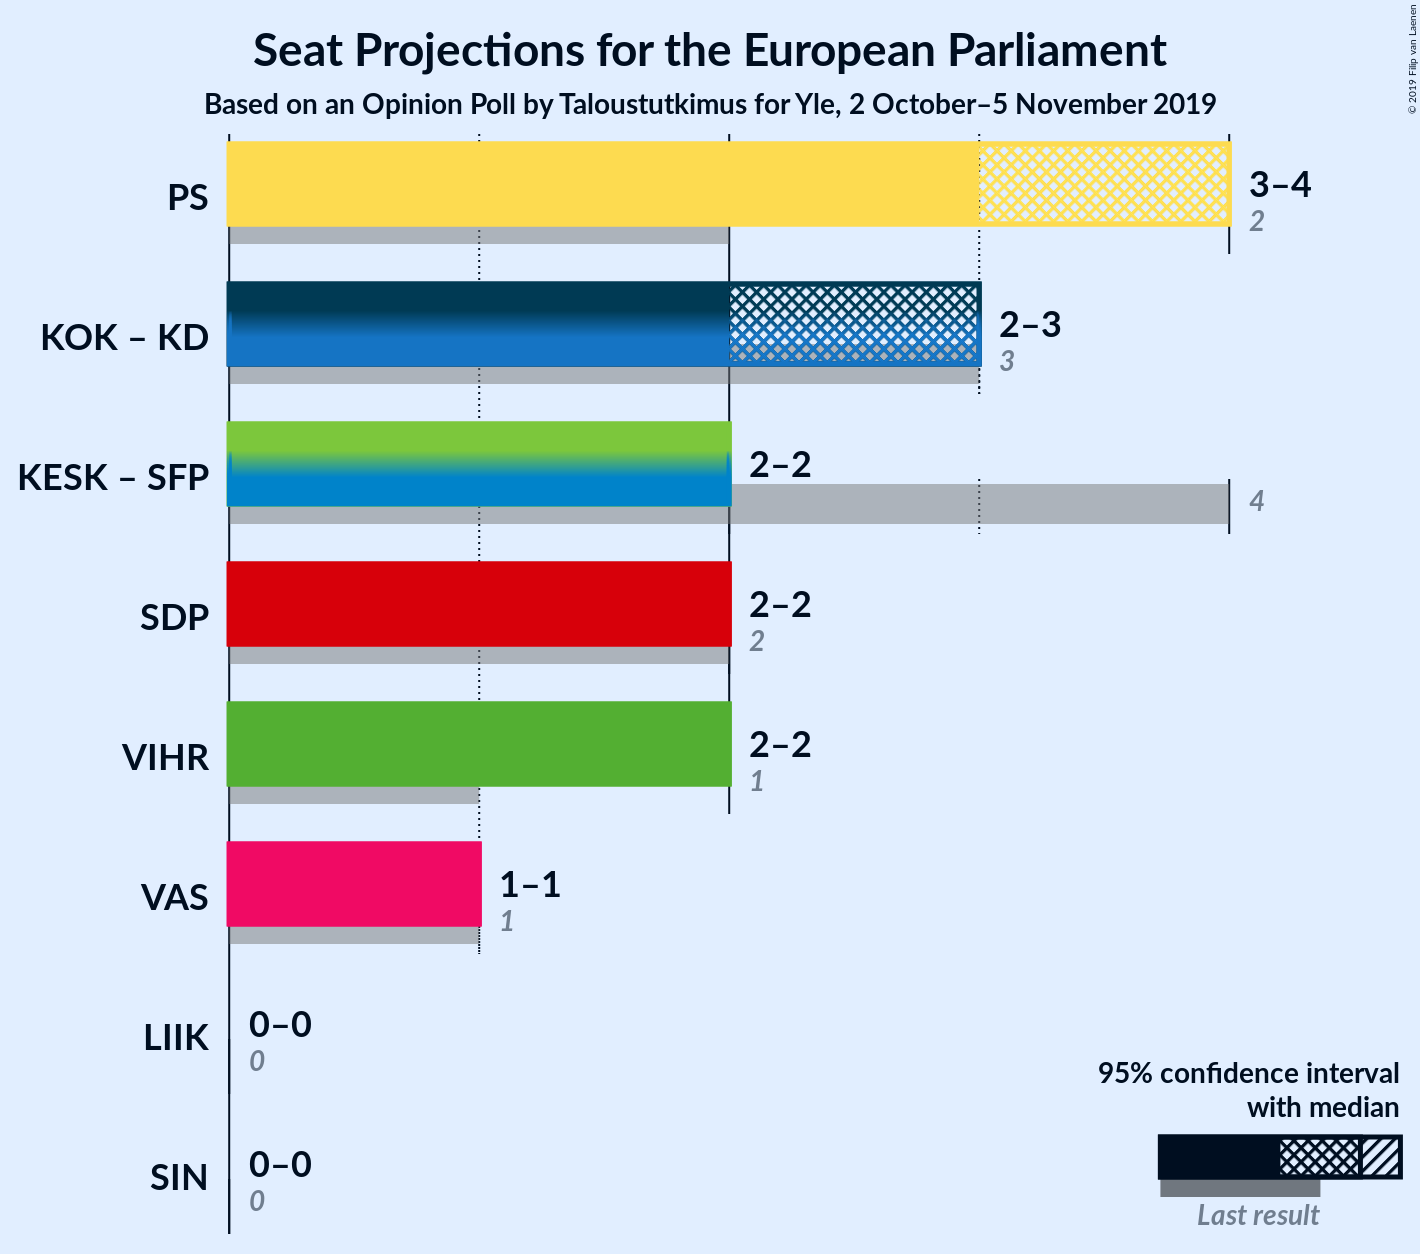 Seat Projections for the European Parliament
Based on an Opinion Poll by Taloustutkimus for Yle, 2 October–5 November 2019
© 2019 Filip van Laenen
PS
3–4
2
KOK – KD
2–3
3
KESK – SFP
2–2
4
SDP
2–2
2
VIHR
2–2
1
VAS
1–1
1
LIIK
0–0
0
SIN
0–0
0
95% confidence interval
with median
Last result